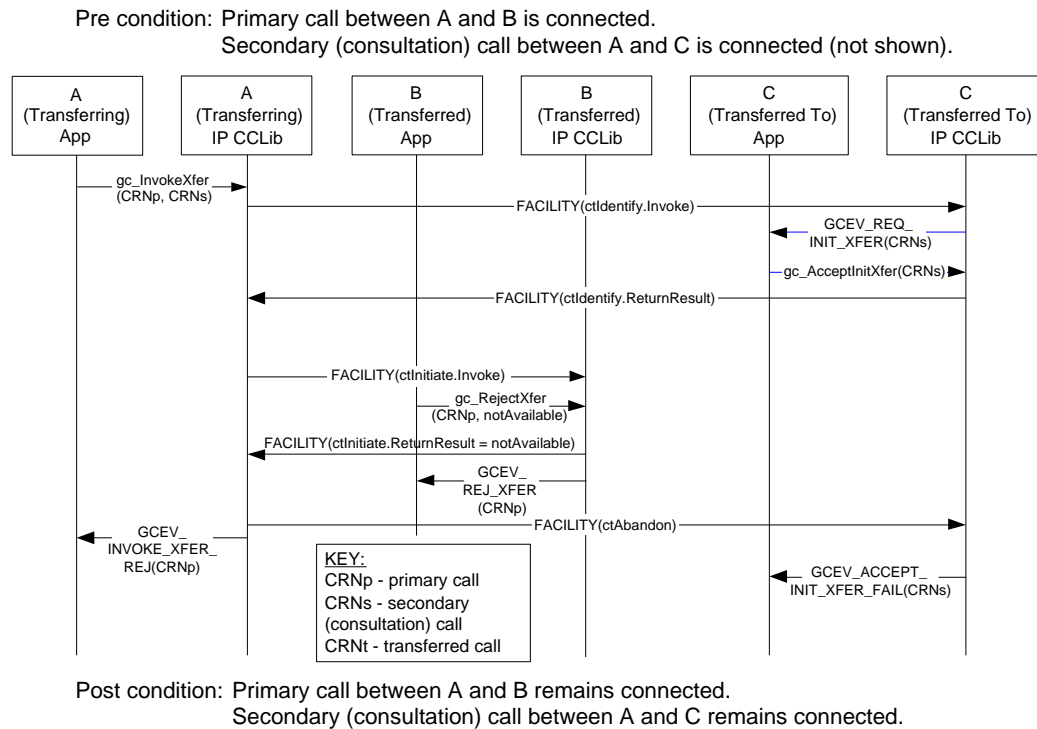 Pre condition: Primary call between A and B is connected.
Secondary (consultation) call between A and C is connected (not shown).
A
(Transferring)
App
A
(Transferring)
IP CCLib
B
(Transferred)
App
B
(Transferred)
IP CCLib
C
(Transferred To)
App
C
(Transferred To)
IP CCLib
gc_InvokeXfer
(CRNp, CRNs)
FACILITY(ctIdentify.Invoke)
GCEV_REQ_
INIT_XFER(CRNs)
gc_AcceptInitXfer(CRNs)
FACILITY(ctIdentify.ReturnResult)
FACILITY(ctInitiate.Invoke)
gc_RejectXfer
(CRNp, notAvailable)
FACILITY(ctInitiate.ReturnResult = notAvailable)
GCEV_
REJ_XFER
(CRNp)
FACILITY(ctAbandon)
GCEV_
INVOKE_XFER_
REJ(CRNp)
GCEV_ACCEPT_
INIT_XFER_FAIL(CRNs)
KEY:
CRNp - primary call
CRNs - secondary
(consultation) call
CRNt - transferred call
Post condition: Primary call between A and B remains connected.
Secondary (consultation) call between A and C remains connected.